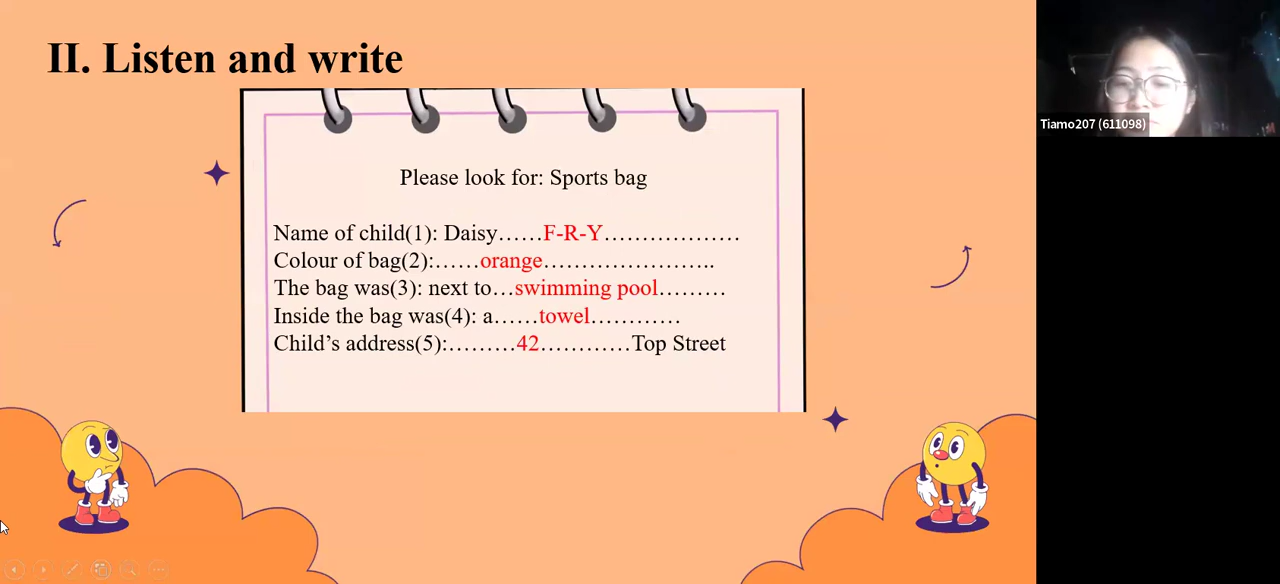 II. Listen and write
Please look for: Sports bag
Name of child(1): Daisy……F-R-Y………………
Colour of bag(2):……orange…………………..
The bag was(3): next to…swimming pool………
Inside the bag was(4): a……towel…………
Child’s address(5):………42…………Top Street
Tiamo207 (611098)